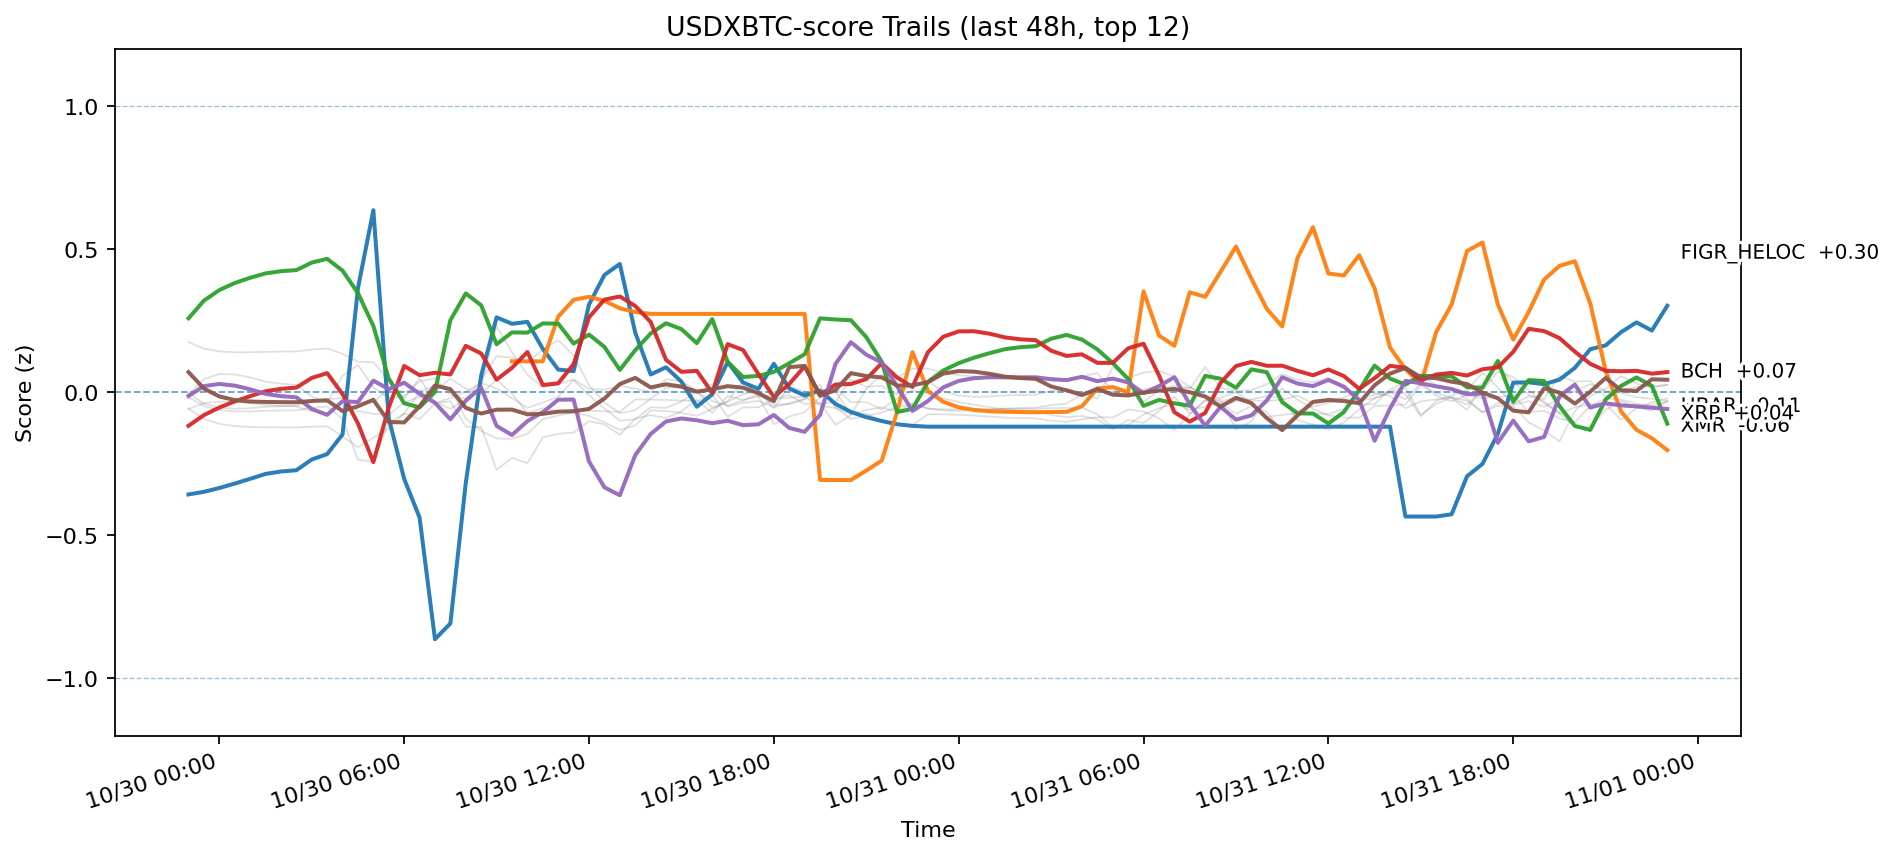 USDXBTC-score Trails (last 48h, top 12)
Score (z)
1.0
0.5
0.0
−0.5
−1.0
FIGR_HELOC +0.30
BCH +0.07
XRP +0.04
XMR -0.06
10/30 00:00
10/30 06:00
10/30 12:00
10/30 18:00
10/31 00:00
10/31 06:00
10/31 12:00
10/31 18:00
11/01 00:00
Time